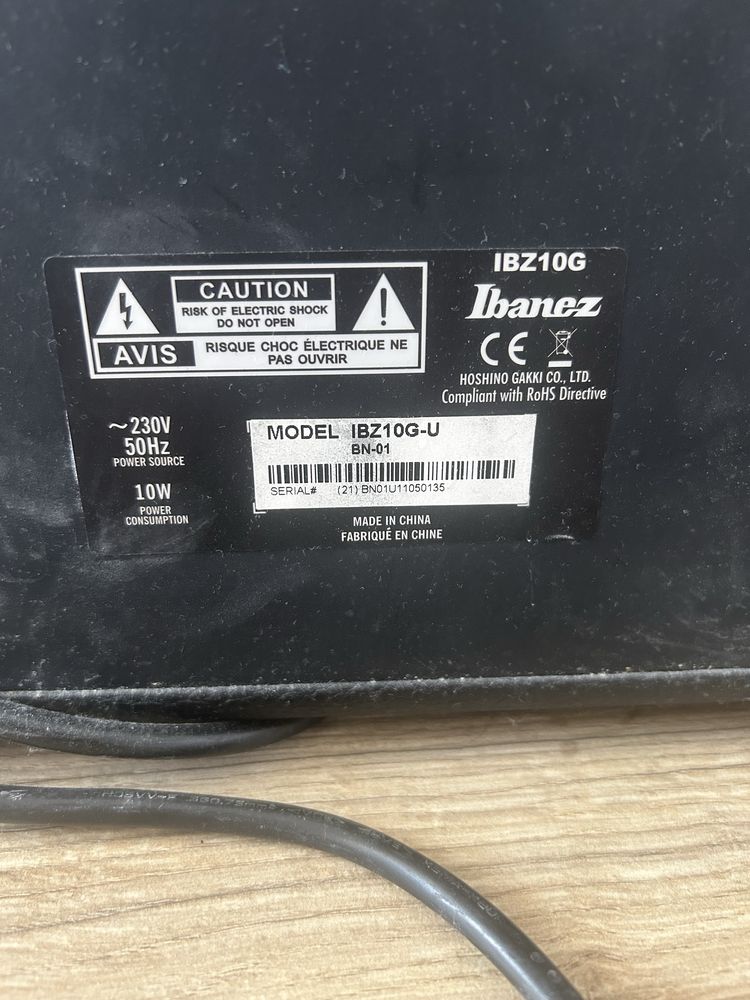 CAUTION
RISK OF ELECTRIC SHOCK
DO NOT OPEN
AVIS
RISQUE CHOC ÉLECTRIQUE NE
PAS OUVRIR
IBZ10G
Ibanez
CE
HOSHINO GAKKI CO., LTD.
Compliant with RoHS Directive
~230V
50Hz
POWER SOURCE
10W
POWER
CONSUMPTION
MODEL IBZ10G-U
BN-01
SERIAL# (21) BN01U11050135
MADE IN CHINA
FABRIQUÉ EN CHINE